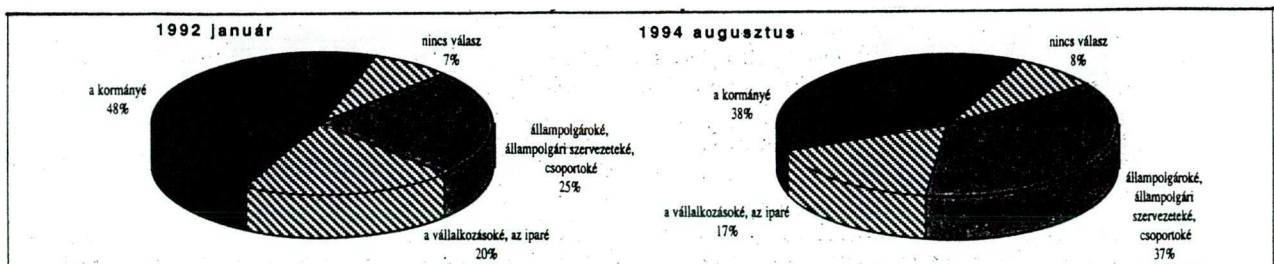 1992 január
nincs válasz
7%
a kormányé
48%
állampolgároké,
állampolgári szervezeteké,
csoportoké
25%
a vállalkozásoké, az iparé
20%
1994 augusztus
nincs válasz
8%
a kormányé
38%
állampolgároké,
állampolgári
szervezeteké,
csoportoké
37%
a vállalkozásoké, az iparé
17%